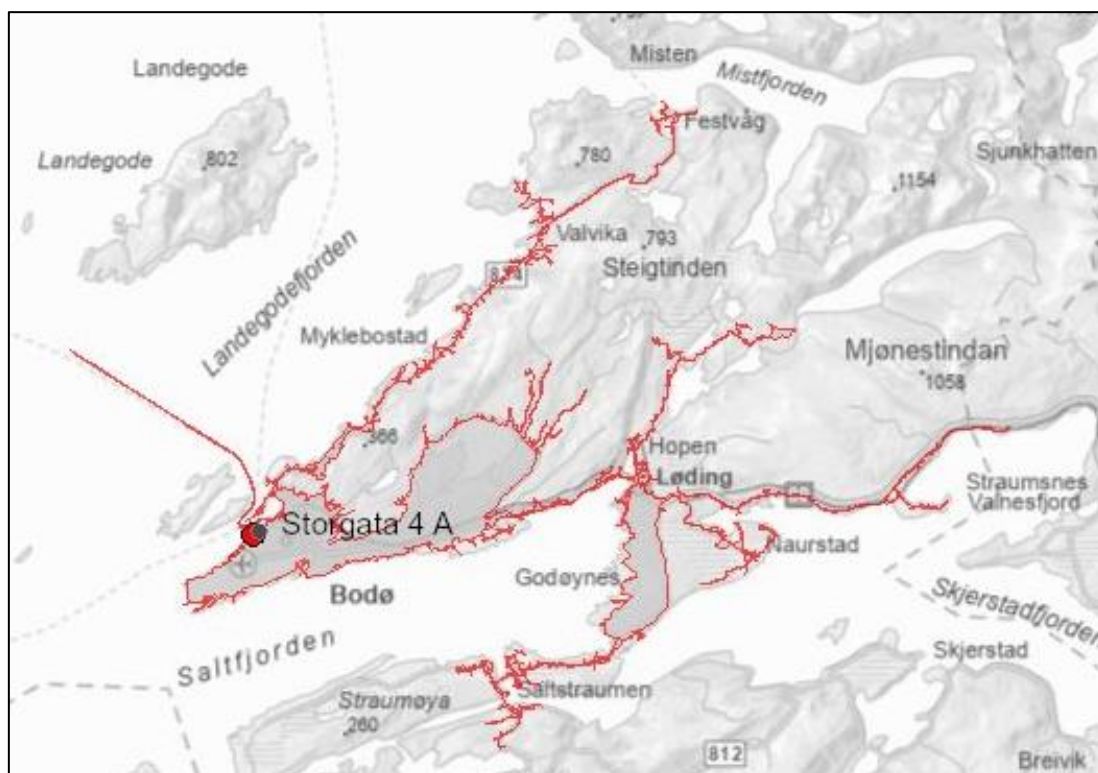 Misten
Mistfjorden
Landegode
Festvåg
Sjunkhatten
Landegode
802
780
1154
Valvika
793
Steigtinden
Landegodefjorden
Myklebostad
Mjønestindan
1058
366
Hopen
Løding
Straumsnes
Valnesfjord
Storgata 4 A
Naurstad
Godøynes
Bodø
Skjerstadfjorden
Saltfjorden
Skjerstad
Saltstraumen
Straumøya
260
812
Breivik